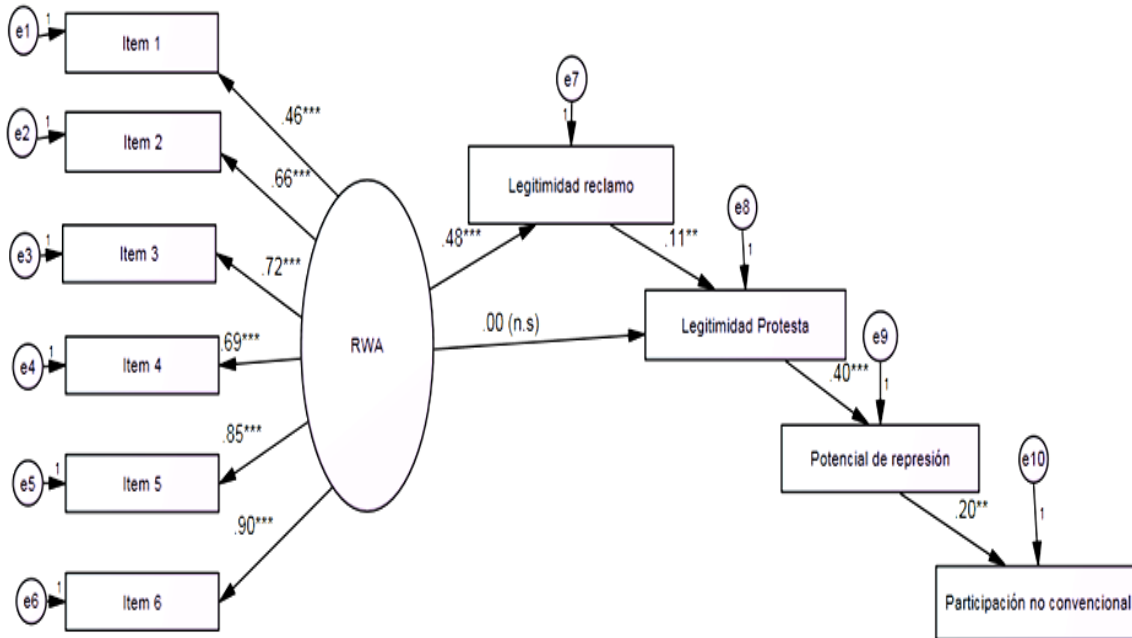 e1
1
Item 1
e2
1
Item 2
e3
1
Item 3
e4
1
Item 4
e5
1
Item 5
e6
1
Item 6
.46***
.66***
.72***
.69***
.85***
.90***
RWA
.48***
.00 (n.s)
e7
1
Legitimidad reclamo
.11**
e8
1
Legitimidad Protesta
.40***
e9
1
Potencial de represión
.20**
e10
1
Participación no convencional